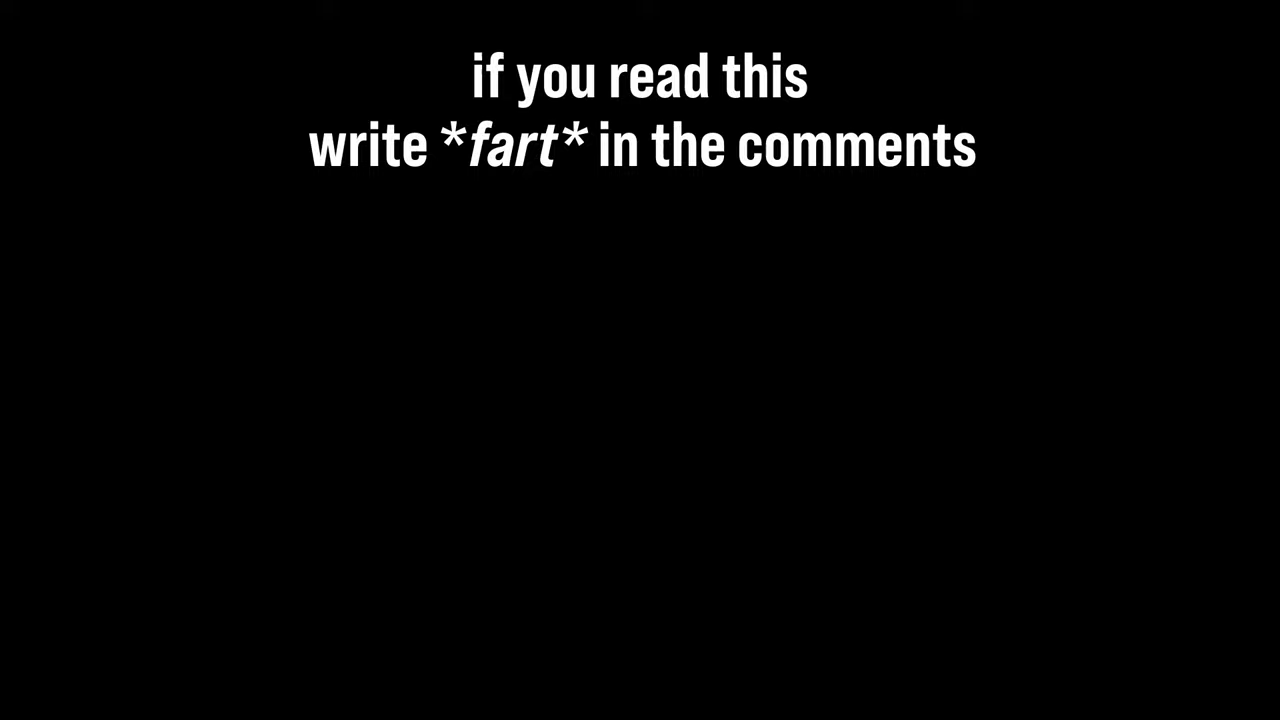 if you read this
write *fart* in the comments